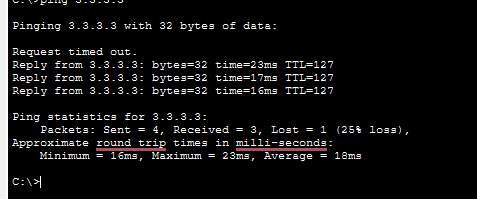 C:\>ping 3.3.3.3
Pinging 3.3.3.3 with 32 bytes of data:
Request timed out.
Reply from 3.3.3.3: bytes=32 time=23ms TTL=127
Reply from 3.3.3.3: bytes=32 time=17ms TTL=127
Reply from 3.3.3.3: bytes=32 time=16ms TTL=127
Ping statistics for 3.3.3.3:
Packets: Sent = 4, Received = 3, Lost = 1 (25% loss),
Approximate round trip times in milli-seconds:
Minimum = 16ms, Maximum = 23ms, Average = 18ms
C:\>